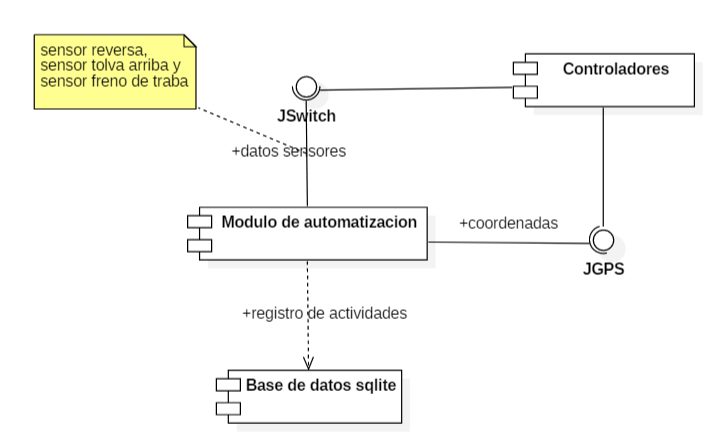 sensor reversa,
sensor tolva arriba y
sensor freno de traba
Controladores
JSwitch
+datos sensores
Modulo de automatizacion
+coordenadas
JGPS
+registro de actividades
Base de datos sqlite